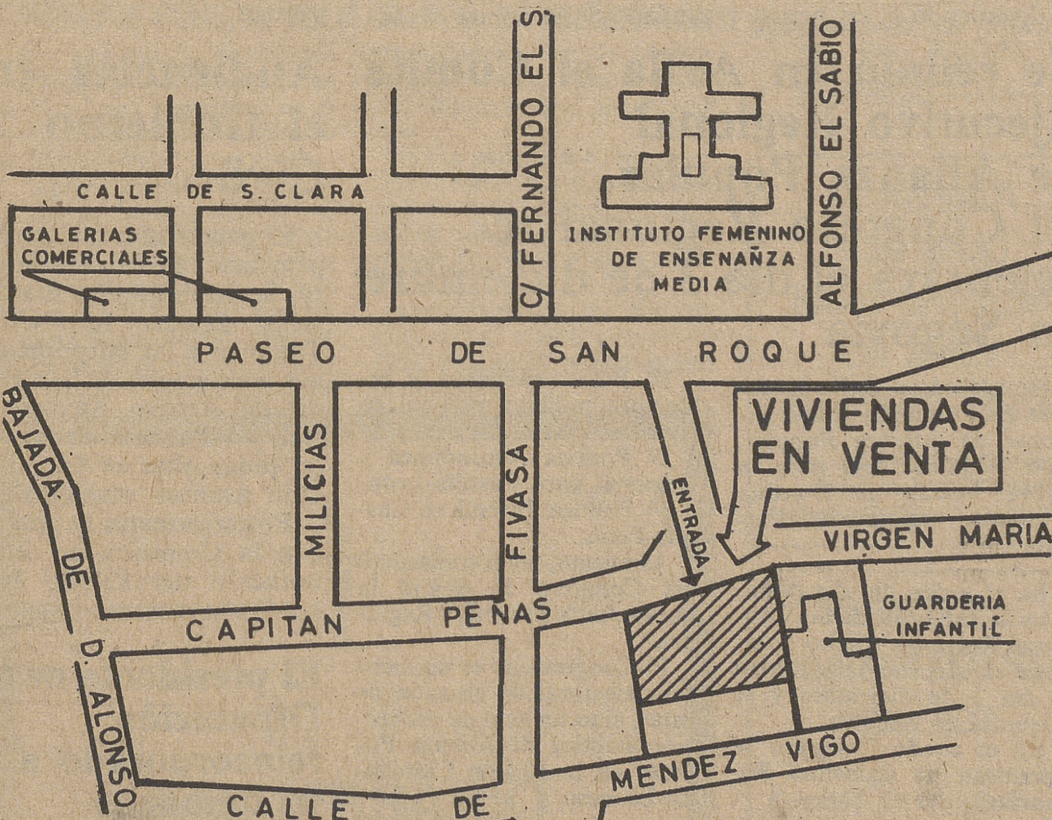 C/ FERNANDO EL S.
ALFONSO EL SABIO
CALLE DE S. CLARA
GALERIAS
COMERCIALES
INSTITUTO FEMENINO
DE ENSENAÑZA
MEDIA
PASEO DE SAN ROQUE
BAJADA DE D. ALONSO
MILICIAS
FIVASA
ENTRADA
VIVIENDAS
EN VENTA
VIRGEN MARIA
CAPITAN PEÑAS
GUARDERIA
INFANTIL
MENDEZ VIGO
CALLE DE